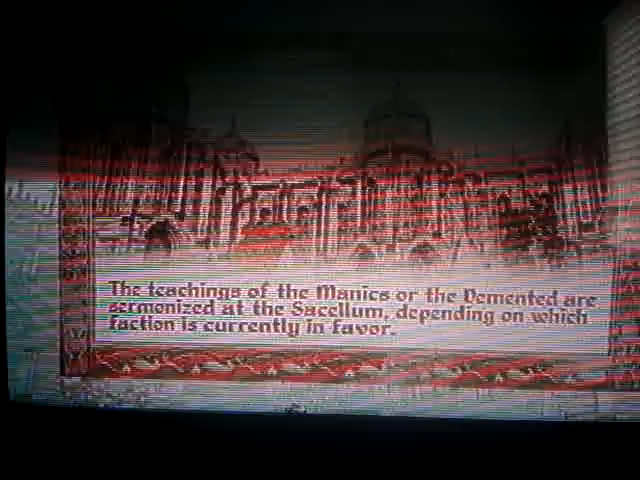 The teachings of the Manics or the Demented are
sermonized at the Sacellum, depending on which
faction is currently in favor.